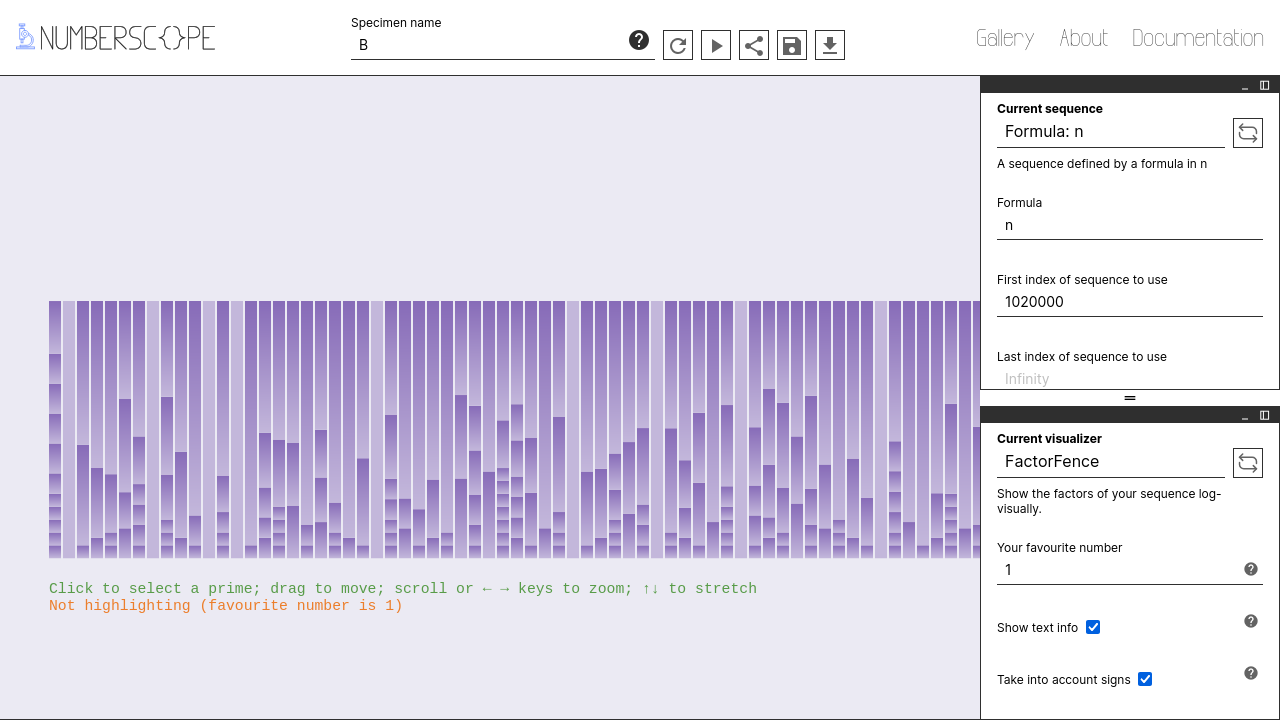 NUMBERSC{}PE
Specimen name
B
Gallery
About
Documentation
Current sequence
Formula: n
A sequence defined by a formula in n
Formula
n
First index of sequence to use
1020000
Last index of sequence to use
Infinity
Current visualizer
FactorFence
Show the factors of your sequence log-
visually.
Your favourite number
1
Show text info
Take into account signs
Click to select a prime; drag to move; scroll or ← → keys to zoom; ↑↓ to stretch
Not highlighting (favourite number is 1)